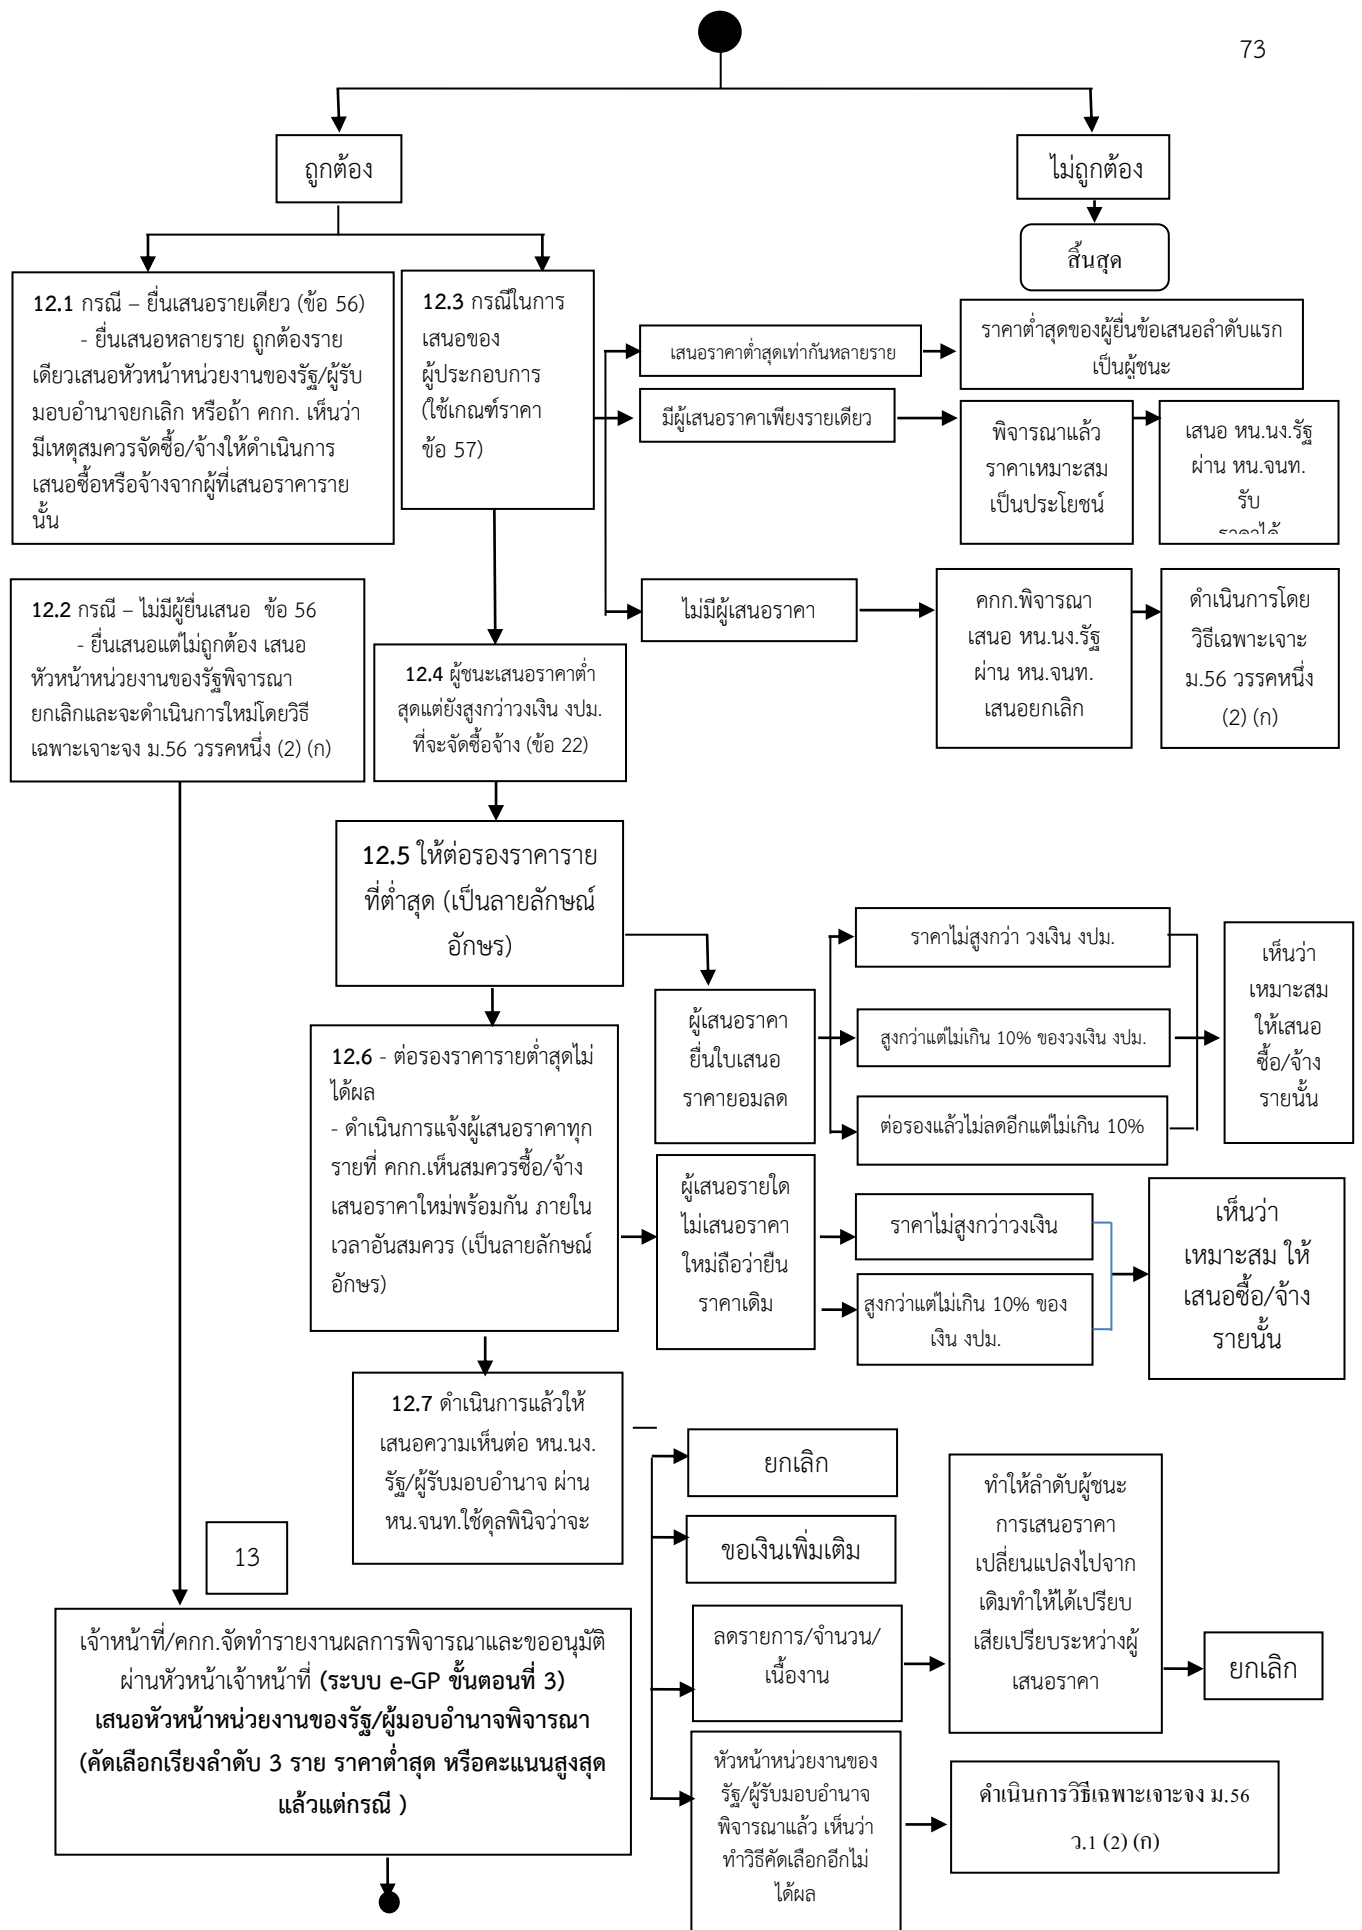 73
ถูกต้อง
ไม่ถูกต้อง
สิ้นสุด
12.1 กรณี – ยื่นเสนอรายเดียว (ข้อ 56)
- ยื่นเสนอหลายราย ถูกต้องราย
เดียวเสนอหัวหน้าหน่วยงานของรัฐ/ผู้รับ
มอบอำนาจยกเลิก หรือถ้า คกก. เห็นว่า
มีเหตุสมควรจัดซื้อ/จ้างให้ดำเนินการ
เสนอซื้อหรือจ้างจากผู้ที่เสนอราคาราย
นั้น
12.3 กรณีในการ
เสนอของ
ผู้ประกอบการ
(ใช้เกณฑ์ราคา
ข้อ 57)
เสนอราคาต่ำสุดเท่ากันหลายราย
ราคาต่ำสุดของผู้ยื่นข้อเสนอลำดับแรก
เป็นผู้ชนะ
มีผู้เสนอราคาเพียงรายเดียว
พิจารณาแล้ว
ราคาเหมาะสม
เป็นประโยชน์
เสนอ หน.นง.รัฐ
ผ่าน หน.จนท.
รับ
ราคาได้
12.2 กรณี – ไม่มีผู้ยื่นเสนอ ข้อ 56
- ยื่นเสนอแต่ไม่ถูกต้อง เสนอ
หัวหน้าหน่วยงานของรัฐพิจารณา
ยกเลิกและจะดำเนินการใหม่โดยวิธี
เฉพาะเจาะจง ม.56 วรรคหนึ่ง (2) (ก)
ไม่มีผู้เสนอราคา
คกก.พิจารณา
เสนอ หน.นง.รัฐ
ผ่าน หน.จนท.
เสนอยกเลิก
ดำเนินการโดย
วิธีเฉพาะเจาะ
ม.56 วรรคหนึ่ง
(2) (ก)
12.4 ผู้ชนะเสนอราคาต่ำ
สุดแต่ยังสูงกว่าวงเงิน งปม.
ที่จะจัดซื้อจ้าง (ข้อ 22)
12.5 ให้ต่อรองราคาราย
ที่ต่ำสุด (เป็นลายลักษณ์
อักษร)
ผู้เสนอราคา
ยื่นใบเสนอ
ราคายอมลด
ราคาไม่สูงกว่า วงเงิน งปม.
สูงกว่าแต่ไม่เกิน 10% ของวงเงิน งปม.
ต่อรองแล้วไม่ลดอีกแต่ไม่เกิน 10%
เห็นว่า
เหมาะสม
ให้เสนอ
ซื้อ/จ้าง
รายนั้น
12.6 - ต่อรองราคารายต่ำสุดไม่
ได้ผล
- ดำเนินการแจ้งผู้เสนอราคาทุก
รายที่ คกก.เห็นสมควรซื้อ/จ้าง
เสนอราคาใหม่พร้อมกัน ภายใน
เวลาอันสมควร (เป็นลายลักษณ์
อักษร)
ผู้เสนอรายใด
ไม่เสนอราคา
ใหม่ถือว่ายืน
ราคาเดิม
ราคาไม่สูงกว่าวงเงิน
สูงกว่าแต่ไม่เกิน 10% ของ
เงิน งปม.
เห็นว่า
เหมาะสม ให้
เสนอซื้อ/จ้าง
รายนั้น
12.7 ดำเนินการแล้วให้
เสนอความเห็นต่อ หน.นง.
รัฐ/ผู้รับมอบอำนาจ ผ่าน
หน.จนท.ใช้ดุลพินิจว่าจะ
ยกเลิก
ขอเงินเพิ่มเติม
ลดรายการ/จำนวน/
เนื้องาน
ทำให้ลำดับผู้ชนะ
การเสนอราคา
เปลี่ยนแปลงไปจาก
เดิมทำให้ได้เปรียบ
เสียเปรียบระหว่างผู้
เสนอราคา
ยกเลิก
หัวหน้าหน่วยงานของ
รัฐ/ผู้รับมอบอำนาจ
พิจารณาแล้ว เห็นว่า
ทำวิธีคัดเลือกอีกไม่
ได้ผล
ดำเนินการวิธีเฉพาะเจาะจง ม.56
ว.1 (2) (ก)
13
เจ้าหน้าที่/คกก.จัดทำรายงานผลการพิจารณาและขออนุมัติ
ผ่านหัวหน้าเจ้าหน้าที่ (ระบบ e-GP ขั้นตอนที่ 3)
เสนอหัวหน้าหน่วยงานของรัฐ/ผู้มอบอำนาจพิจารณา
(คัดเลือกเรียงลำดับ 3 ราย ราคาต่ำสุด หรือคะแนนสูงสุด
แล้วแต่กรณี )